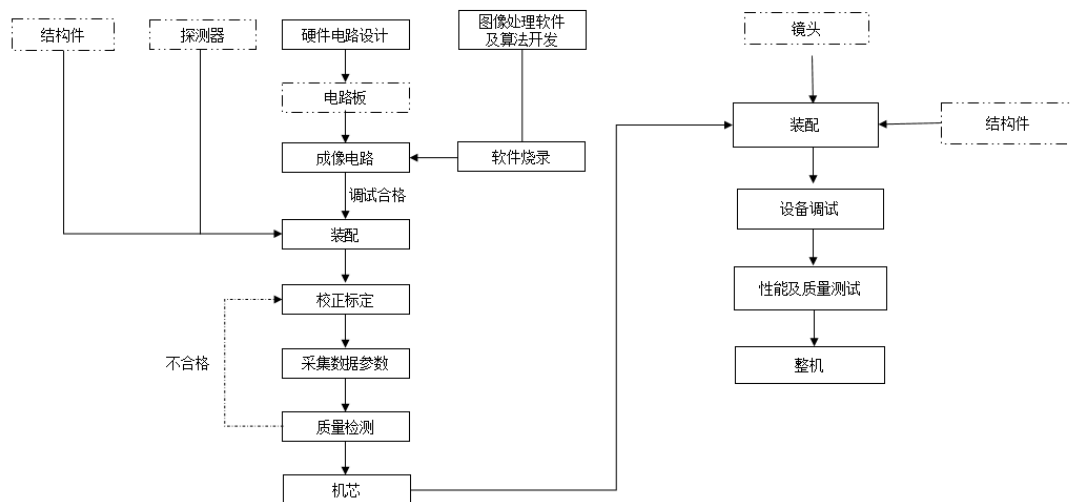 结构件
探测器
硬件电路设计
图像处理软件
及算法开发
电路板
成像电路
软件烧录
调试合格
装配
校正标定
不合格
采集数据参数
质量检测
机芯
镜头
装配
结构件
设备调试
性能及质量测试
整机